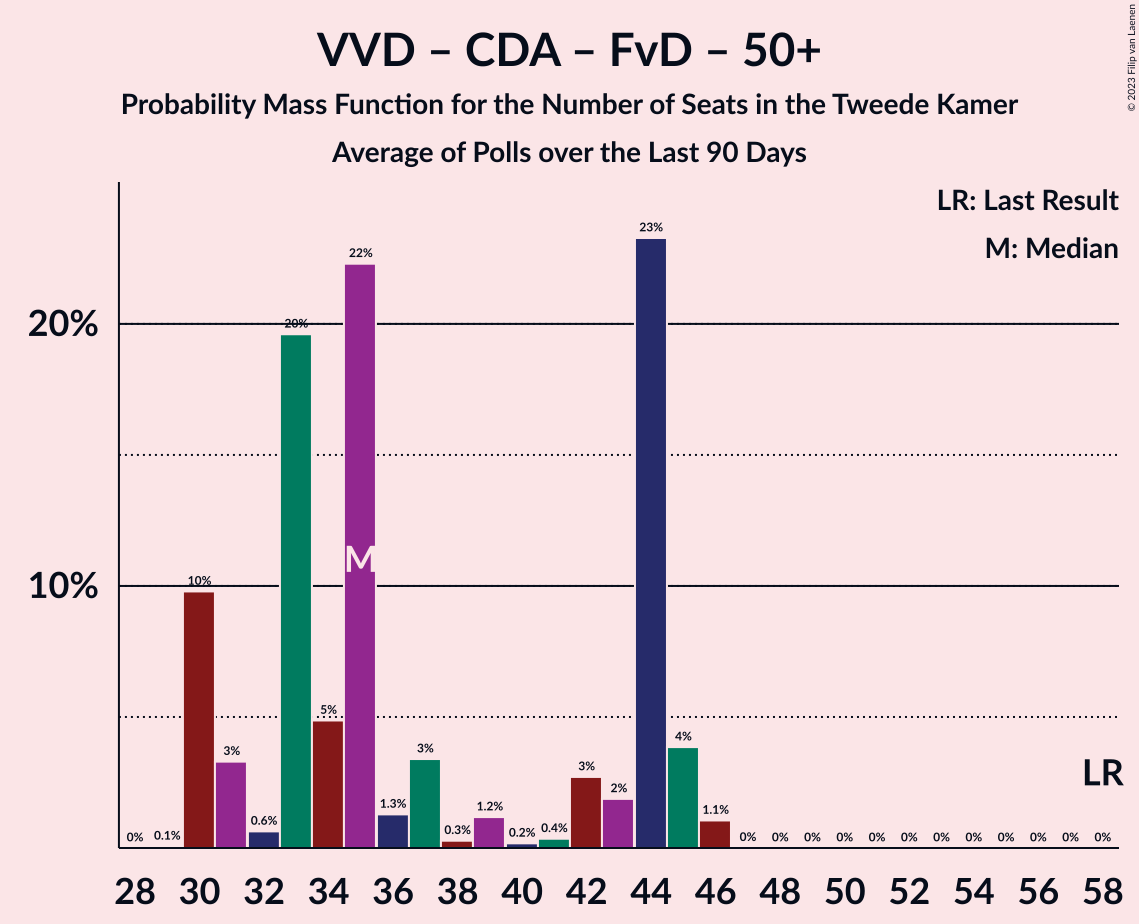 VVD – CDA – FvD – 50+
Probability Mass Function for the Number of Seats in the Tweede Kamer
Average of Polls over the Last 90 Days
© 2023 Filip van Laenen
LR: Last Result
M: Median
20%
10%
0% 0.1% 10% 3% 0.6% 20% 5% 22% 1.3% 3% 0.3% 1.2% 0.2% 0.4% 3% 2% 23% 4% 1.1% 0% 0% 0% 0% 0% 0% 0% 0% 0% 0% 0% 0%
M
LR
28 30 32 34 36 38 40 42 44 46 48 50 52 54 56 58